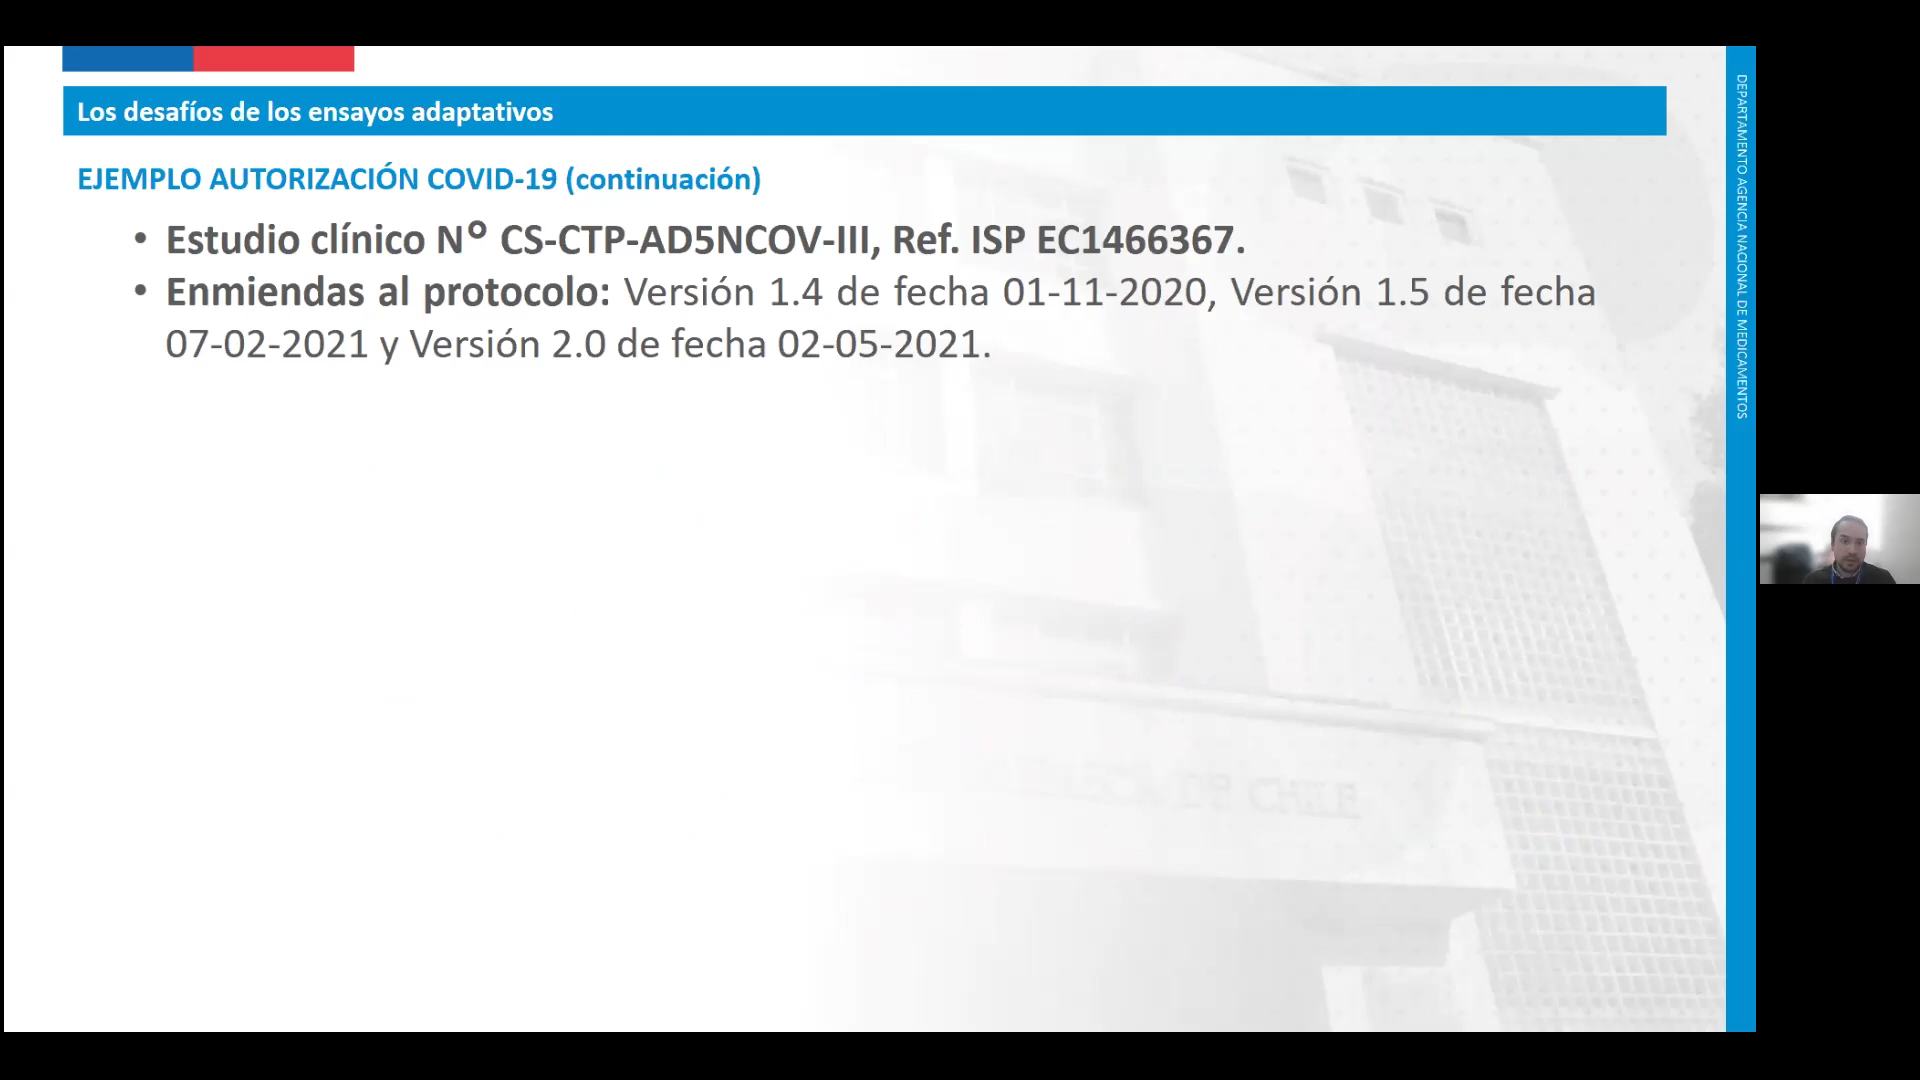 Los desafíos de los ensayos adaptativos
EJEMPLO AUTORIZACIÓN COVID-19 (continuación)
• Estudio clínico N° CS-CTP-AD5NCOV-III, Ref. ISP EC1466367.
• Enmiendas al protocolo: Versión 1.4 de fecha 01-11-2020, Versión 1.5 de fecha
07-02-2021 y Versión 2.0 de fecha 02-05-2021.
DEPARTAMENTO AGENCIA NACIONAL DE MEDICAMENTOS
DE CHILE